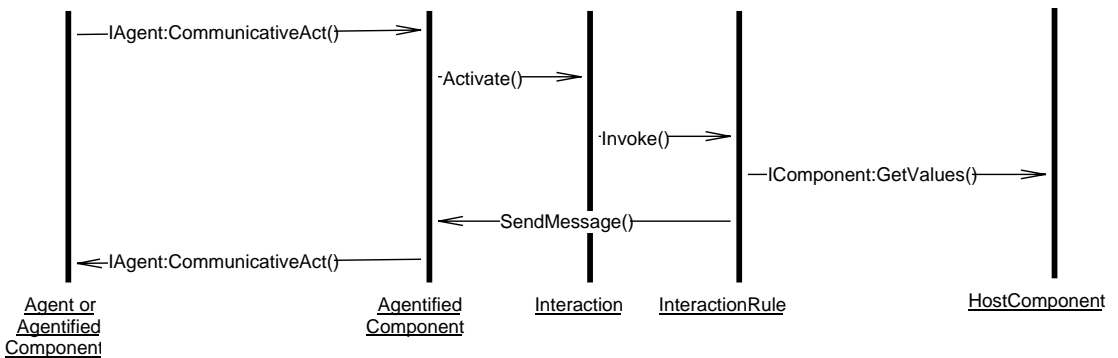 IAgent:CommunicativeAct()
Activate()
Invoke()
IComponent:GetValues()
SendMessage()
IAgent:CommunicativeAct()
Agent or
Agentified
Component
Agentified
Component
Interaction
InteractionRule
HostComponent